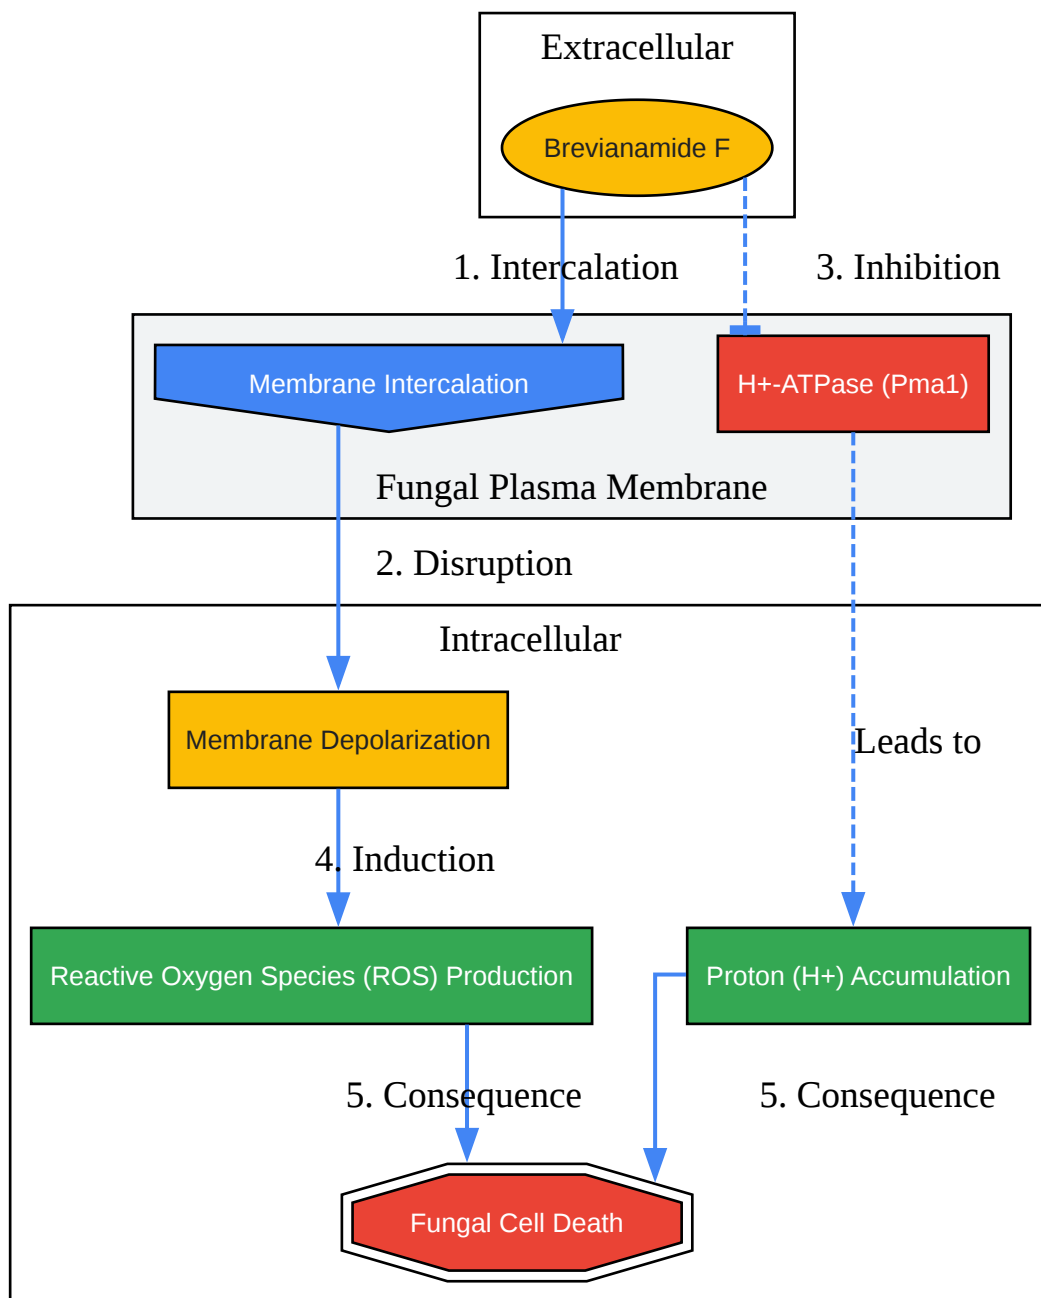 Extracellular
Brevianamide F
1. Intercalation
3. Inhibition
Membrane Intercalation
H+-ATPase (Pma1)
Fungal Plasma Membrane
2. Disruption
Intracellular
Membrane Depolarization
Leads to
4. Induction
Reactive Oxygen Species (ROS) Production
Proton (H+) Accumulation
5. Consequence
5. Consequence
Fungal Cell Death